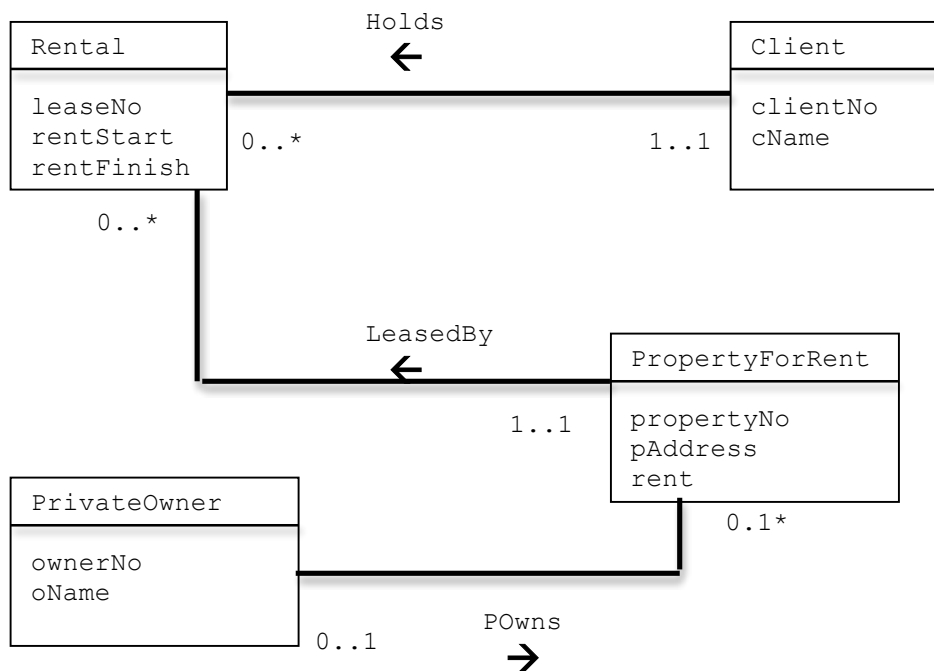 Holds
Rental
leaseNo
rentStart
rentFinish
0..*
1..1
Client
clientNo
cName
0..*
LeasedBy
PropertyForRent
propertyNo
pAddress
rent
1..1
0.1*
PrivateOwner
ownerNo
oName
0..1
POwns